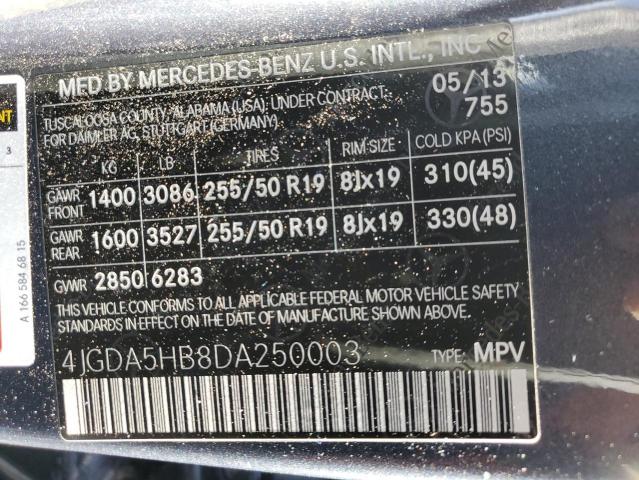 MFD BY MERCEDES-BENZ U.S. INTL., INC
TUSCALOOSA COUNTY, ALABAMA (USA). UNDER CONTRACT
FOR DAIMLER AG, STUTTGART (GERMANY)
05/13
755
KG LB TIRES RIM SIZE COLD KPA(PSI)
GAWR FRONT 1400 3086 255/50 R19 8Jx19 310(45)
GAWR REAR. 1600 3527 255/50 R19 8Jx19 330(48)
GVWR 2850 6283
THIS VEHICLE CONFORMS TO ALL APPLICABLE FEDERAL MOTOR VEHICLE SAFETY
STANDARDS IN EFFECT ON THE DATE OF MANUFACTURE SHOWN ABOVE.
4JGDA5HB8DA250003 TYPE: MPV
A 166 584 68 15
3